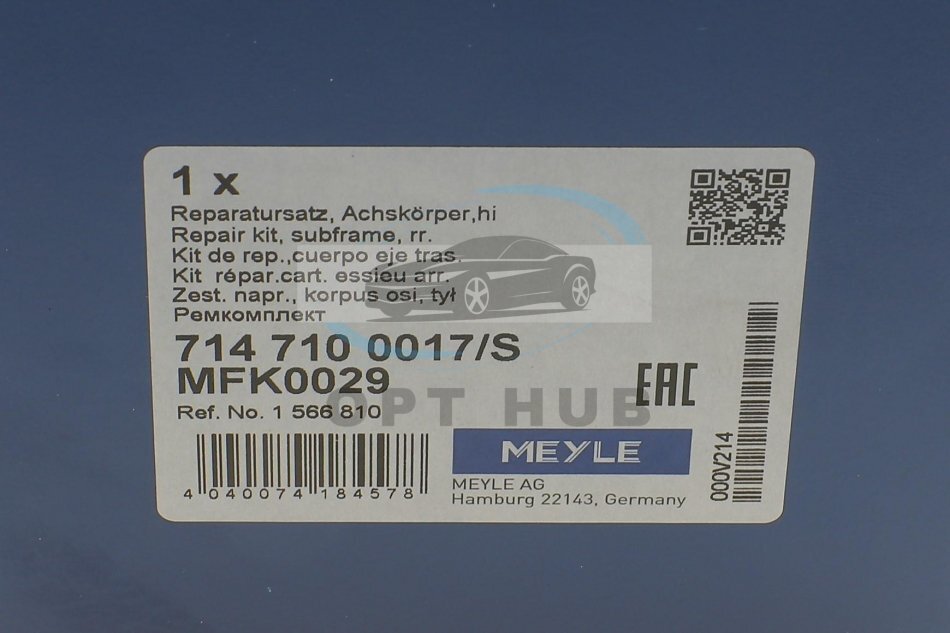 1 x
Reparatursatz, Achskörper,hi
Repair kit, subframe, rr.
Kit de rep.,cuerpo eje tras.
Kit répar.cart. essieu arr.
Zest. napr., korpus osi, tył
Ремкомплект
714 710 0017/S
MFK0029
EAC
OPT HUB
Ref. No. 1 566 810
MEYLE
4 040074 184578
MEYLE AG
Hamburg 22143, Germany
000V214